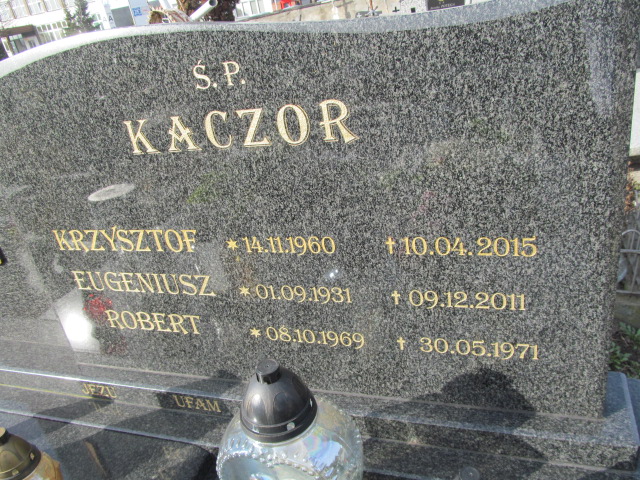 Ś.P.
KACZOR
KRZYSZTOF *14.11.1960 †10.04.2015
EUGENIUSZ *01.09.1931 †09.12.2011
ROBERT *08.10.1969 † 30.05.1971
JEZU UFAM